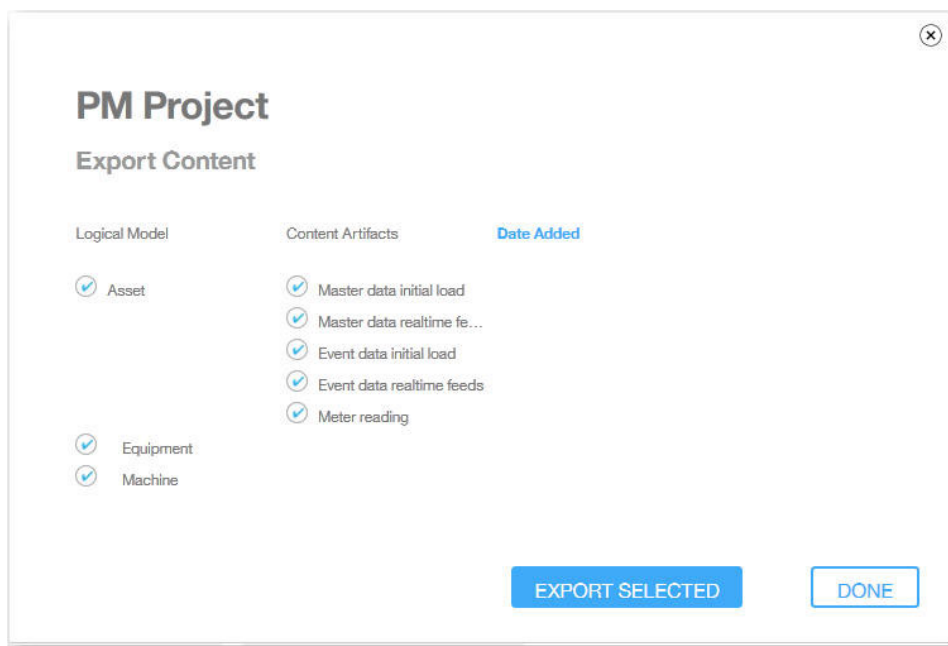 PM Project
Export Content
Logical Model Content Artifacts Date Added
Asset Master data initial load
Master data realtime fe...
Event data initial load
Event data realtime feeds
Meter reading
Equipment
Machine
EXPORT SELECTED DONE